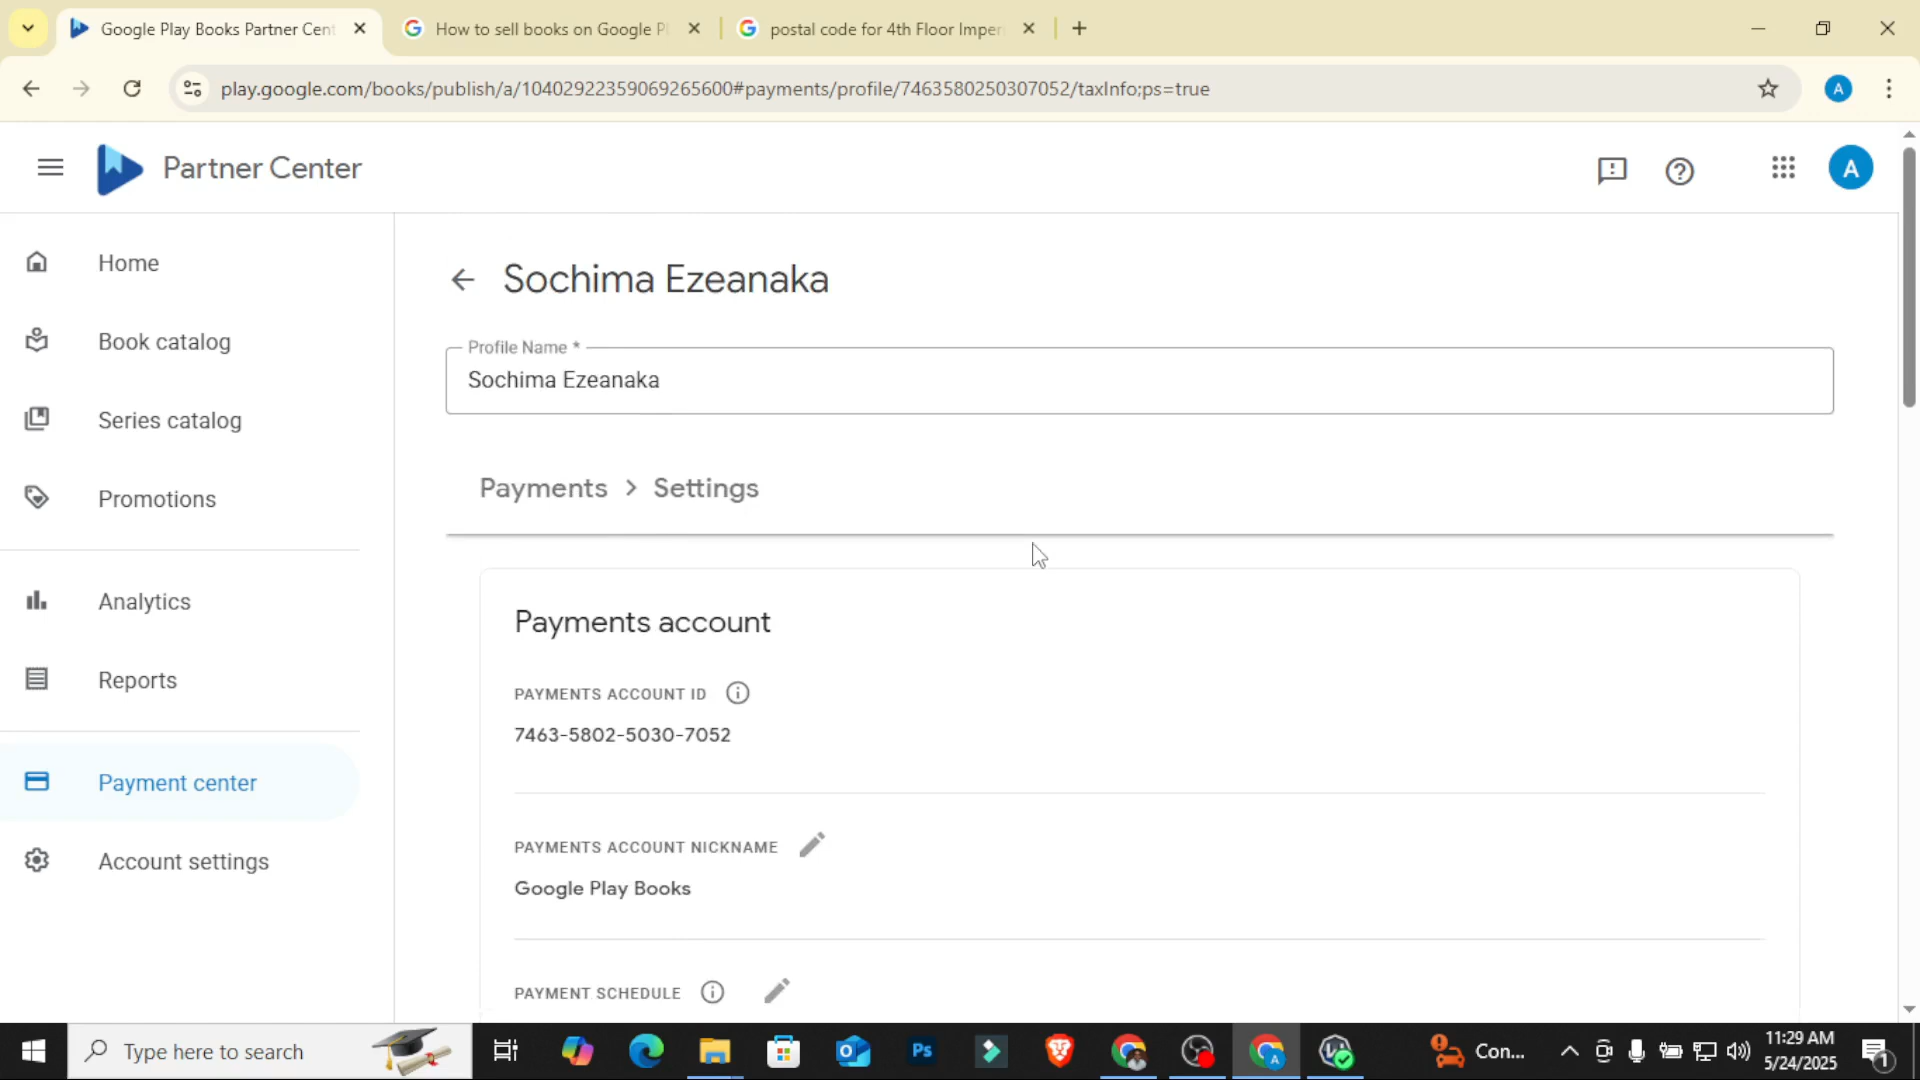 Google Play Books Partner Cent
How to sell books on Google Pl
postal code for 4th Floor Imper
play.google.com/books/publish/a/10402922359069265600#payments/profile/7463580250307052/taxInfo;ps=true
A
Partner Center
A
Home
Book catalog
Series catalog
Promotions
Analytics
Reports
Payment center
Account settings
Sochima Ezeanaka
Profile Name *
Sochima Ezeanaka
Payments > Settings
Payments account
PAYMENTS ACCOUNT ID
7463-5802-5030-7052
PAYMENTS ACCOUNT NICKNAME
Google Play Books
PAYMENT SCHEDULE
Type here to search
Ps
A
Con...
11:29 AM
5/24/2025
1